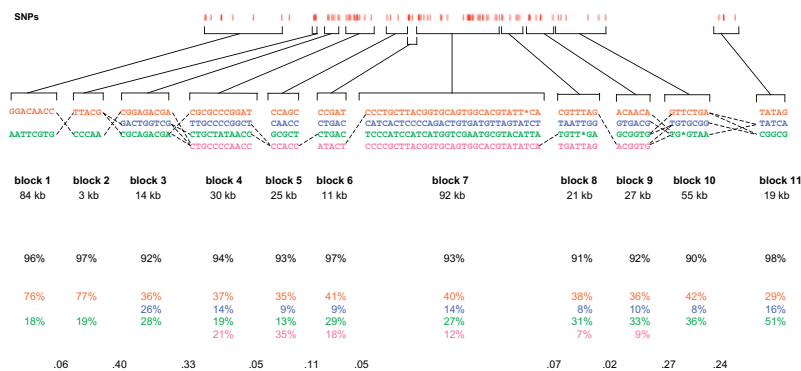 SNPs
GGACAACC TTACG CGGAGACGA CGCGCCCGGAT CCAGC CCGAT CCCTGCTTACGGTGCAGTGGCACGTATT*CA CGTTTAG ACAACA GTTCTGA TATAG
GACTGGTCG TTGCCCCGGCT CAACC CTGAC CATCACTCCCCAGACTGTGATGTTAGTATCT TAATTGG GTGACG TGTGCGG TATCA
AATTCGTG CCCAA CGCAGACGA CTGCTATAACC GCGCT CTGAC TCCCATCCATCATGGTCGAATGCGTACATTA TGTT*GA GCGGTG TG*GTAA CGGCG
CTGCCCCAACC CCACC ATACT CCCCGCTTACGGTGCAGTGGCACGTATATCA TGATTAG ACGGTG
block 1 block 2 block 3 block 4 block 5 block 6 block 7 block 8 block 9 block 10 block 11
84 kb 3 kb 14 kb 30 kb 25 kb 11 kb 92 kb 21 kb 27 kb 55 kb 19 kb
96% 97% 92% 94% 93% 97% 93% 91% 92% 90% 98%
76% 77% 36% 37% 35% 41% 40% 38% 36% 42% 29%
26% 14% 9% 9% 14% 8% 10% 8% 16%
18% 19% 28% 19% 13% 29% 27% 31% 33% 36% 51%
21% 35% 18% 12% 7% 9%
.06 .40 .33 .05 .11 .05 .07 .02 .27 .24